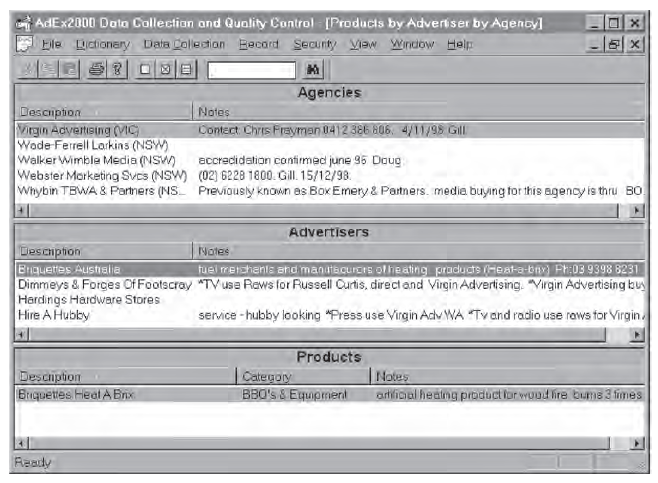 AdEx2000 Data Collection and Quality Control - [Products by Advertiser by Agency]
File Dictionary Data Collection Record Security View Window Help
Agencies
Description Notes
Virgin Advertising (VIC) Contact: Chris Frayman 0412 386 806. 4/11/98. Gill.
Wade-Ferrell Larkins (NSW)
Walker Wimble Media (NSW) accredidation confirmed june 96 Doug.
Webster Marketing Svcs (NSW) (02) 6228 1800. Gill. 15/12/98.
Whybin TBWA & Partners (NS... Previously known as Box Emery & Partners. media buying for this agency is thru BO
Advertisers
Description Notes
Briquettes Australia fuel merchants and manufacurors of heating products (Heat-a-brix) Ph:03 9398 8231
Dimmeys & Forges Of Footscray *TV use Raws for Russell Curtis, direct and Virgin Advertising. *Virgin Advertising buy
Hardings Hardware Stores
Hire A Hubby service - hubby looking *Press use Virgin Adv WA *Tv and radio use raws for Virgin
Products
Description Category Notes
Briquettes Heat A Brix BBQ's & Equipment artificial heating product for wood fire. burns 3 times
Ready